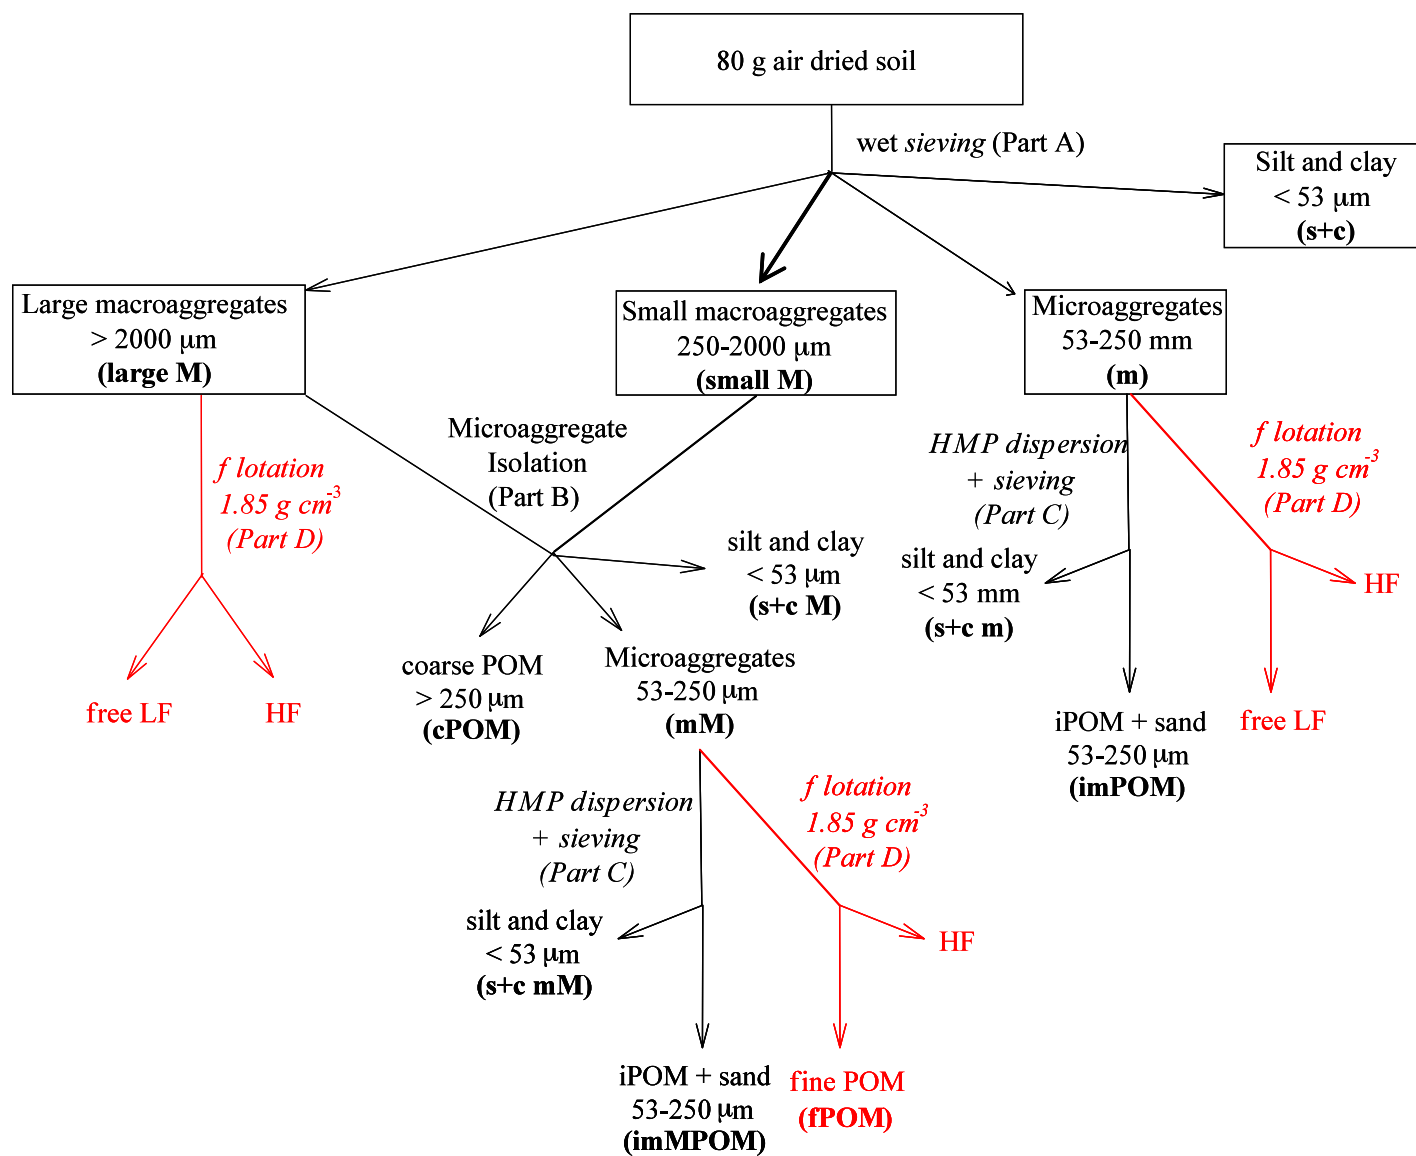 80 g air dried soil
wet sieving (Part A)
Silt and clay
< 53 μm
(s+c)
Large macroaggregates
> 2000 μm
(large M)
Small macroaggregates
250-2000 μm
(small M)
Microaggregates
53-250 mm
(m)
f lotation
1.85 g cm-3
(Part D)
Microaggregate
Isolation
(Part B)
HMP dispersion
+ sieving
(Part C)
f lotation
1.85 g cm-3
(Part D)
silt and clay
< 53 μm
(s+c M)
silt and clay
< 53 mm
(s+c m)
HF
free LF
HF
coarse POM
> 250 μm
(cPOM)
Microaggregates
53-250 μm
(mM)
iPOM + sand
53-250 μm
(imPOM)
free LF
HMP dispersion
+ sieving
(Part C)
f lotation
1.85 g cm-3
(Part D)
silt and clay
< 53 μm
(s+c mM)
HF
iPOM + sand
53-250 μm
(imMPOM)
fine POM
(fPOM)